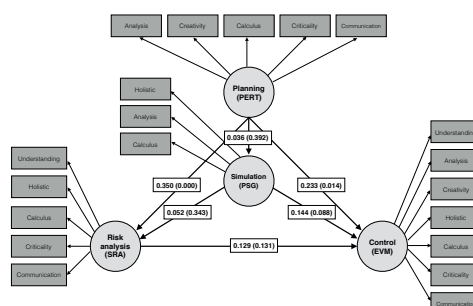 Analysis
Creativity
Calculus
Criticality
Communication
Planning
(PERT)
Holistic
Analysis
Calculus
0.036 (0.392)
Simulation
(PSG)
0.350 (0.000)
0.233 (0.014)
0.052 (0.343)
0.144 (0.088)
Understanding
Holistic
Calculus
Criticality
Communication
Risk
analysis
(SRA)
0.129 (0.131)
Control
(EVM)
Understanding
Analysis
Creativity
Holistic
Calculus
Criticality
Communication